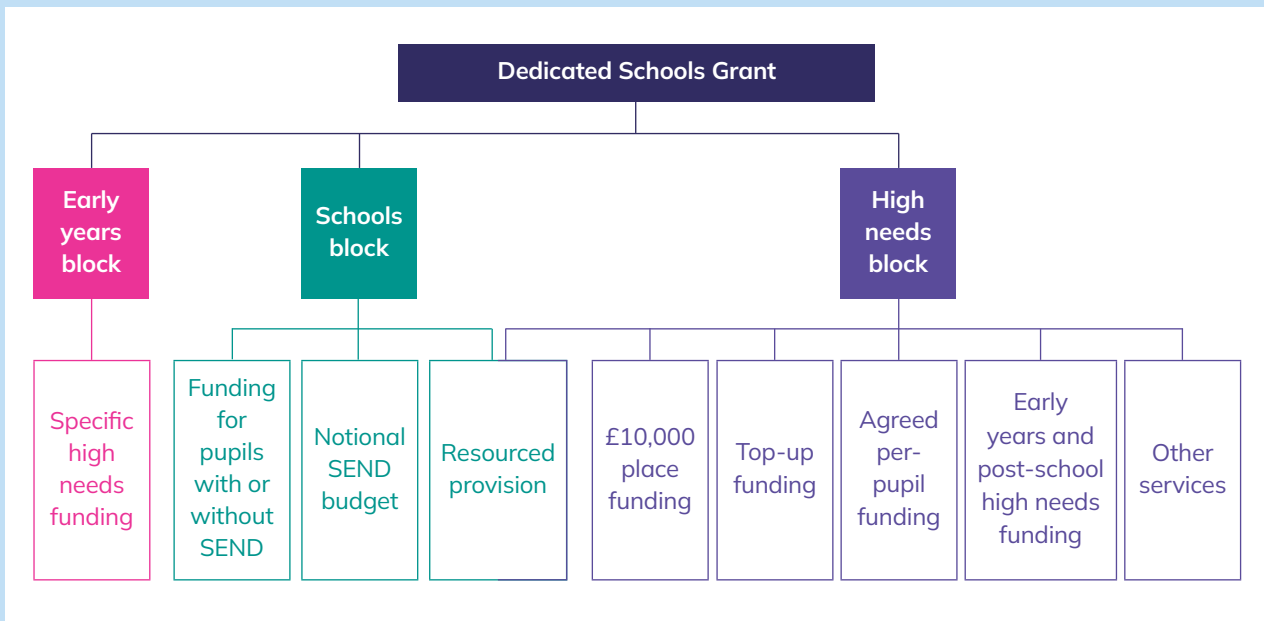 Dedicated Schools Grant
Early
years
block
Schools
block
High
needs
block
Specific
high
needs
funding
Funding
for
pupils
with or
without
SEND
Notional
SEND
budget
Resourced
provision
£10,000
place
funding
Top-up
funding
Agreed
per-
pupil
funding
Early
years and
post-school
high needs
funding
Other
services